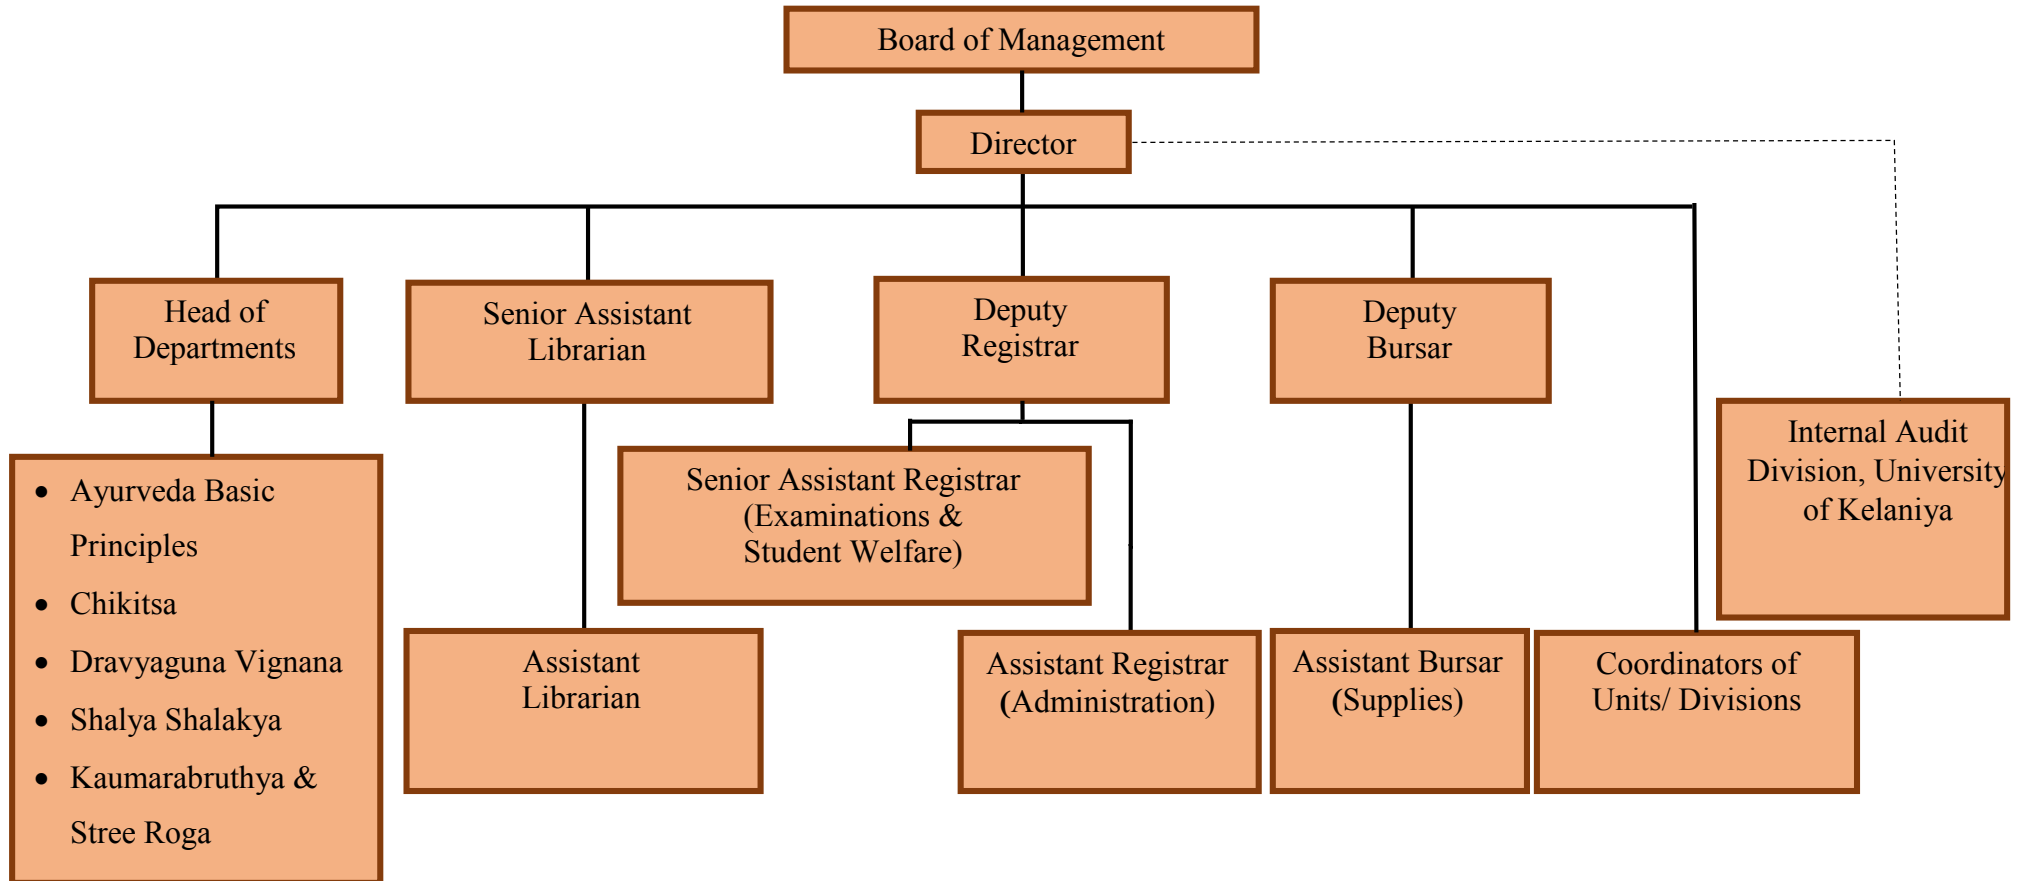 Board of Management
Director
Head of
Departments
Senior Assistant
Librarian
Deputy
Registrar
Deputy
Bursar
Internal Audit
Division, University
of Kelaniya
• Ayurveda Basic
Principles
• Chikitsa
• Dravyaguna Vignana
• Shalya Shalakya
• Kaumarabruthya &
Stree Roga
Senior Assistant Registrar
(Examinations &
Student Welfare)
Assistant
Librarian
Assistant Registrar
(Administration)
Assistant Bursar
(Supplies)
Coordinators of
Units/ Divisions